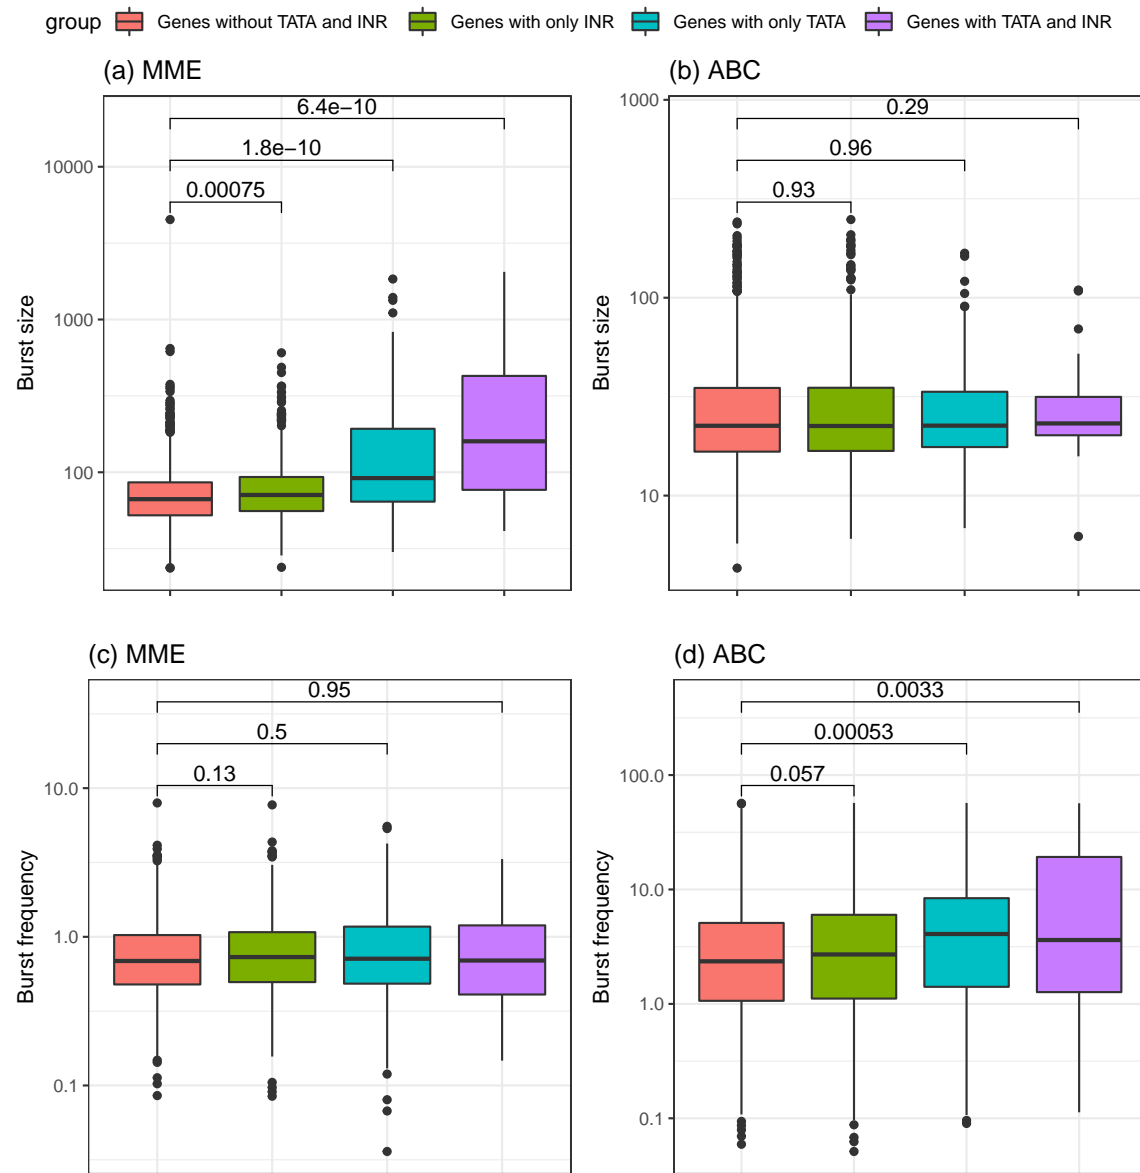 group Genes without TATA and INR Genes with only INR Genes with only TATA Genes with TATA and INR
(a) MME
6.4e−10
1.8e−10
0.00075
10000
1000
100
Burst size
(b) ABC
0.29
0.96
0.93
1000
100
10
Burst size
(c) MME
0.95
0.5
0.13
10.0
1.0
0.1
Burst frequency
(d) ABC
0.0033
0.00053
0.057
100.0
10.0
1.0
0.1
Burst frequency